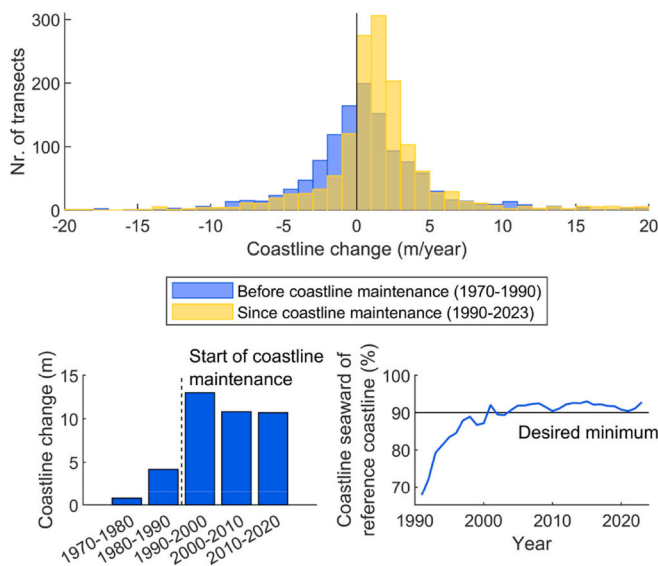 300
200
100
0
Nr. of transects
-20 -15 -10 -5 0 5 10 15 20
Coastline change (m/year)
Before coastline maintenance (1970-1990)
Since coastline maintenance (1990-2023)
Start of coastline
maintenance
15
10
5
0
Coastline change (m)
1970-1980
1980-1990
1990-2000
2000-2010
2010-2020
Coastline seaward of
reference coastline (%)
100
90
80
70
Desired minimum
1990 2000 2010 2020
Year